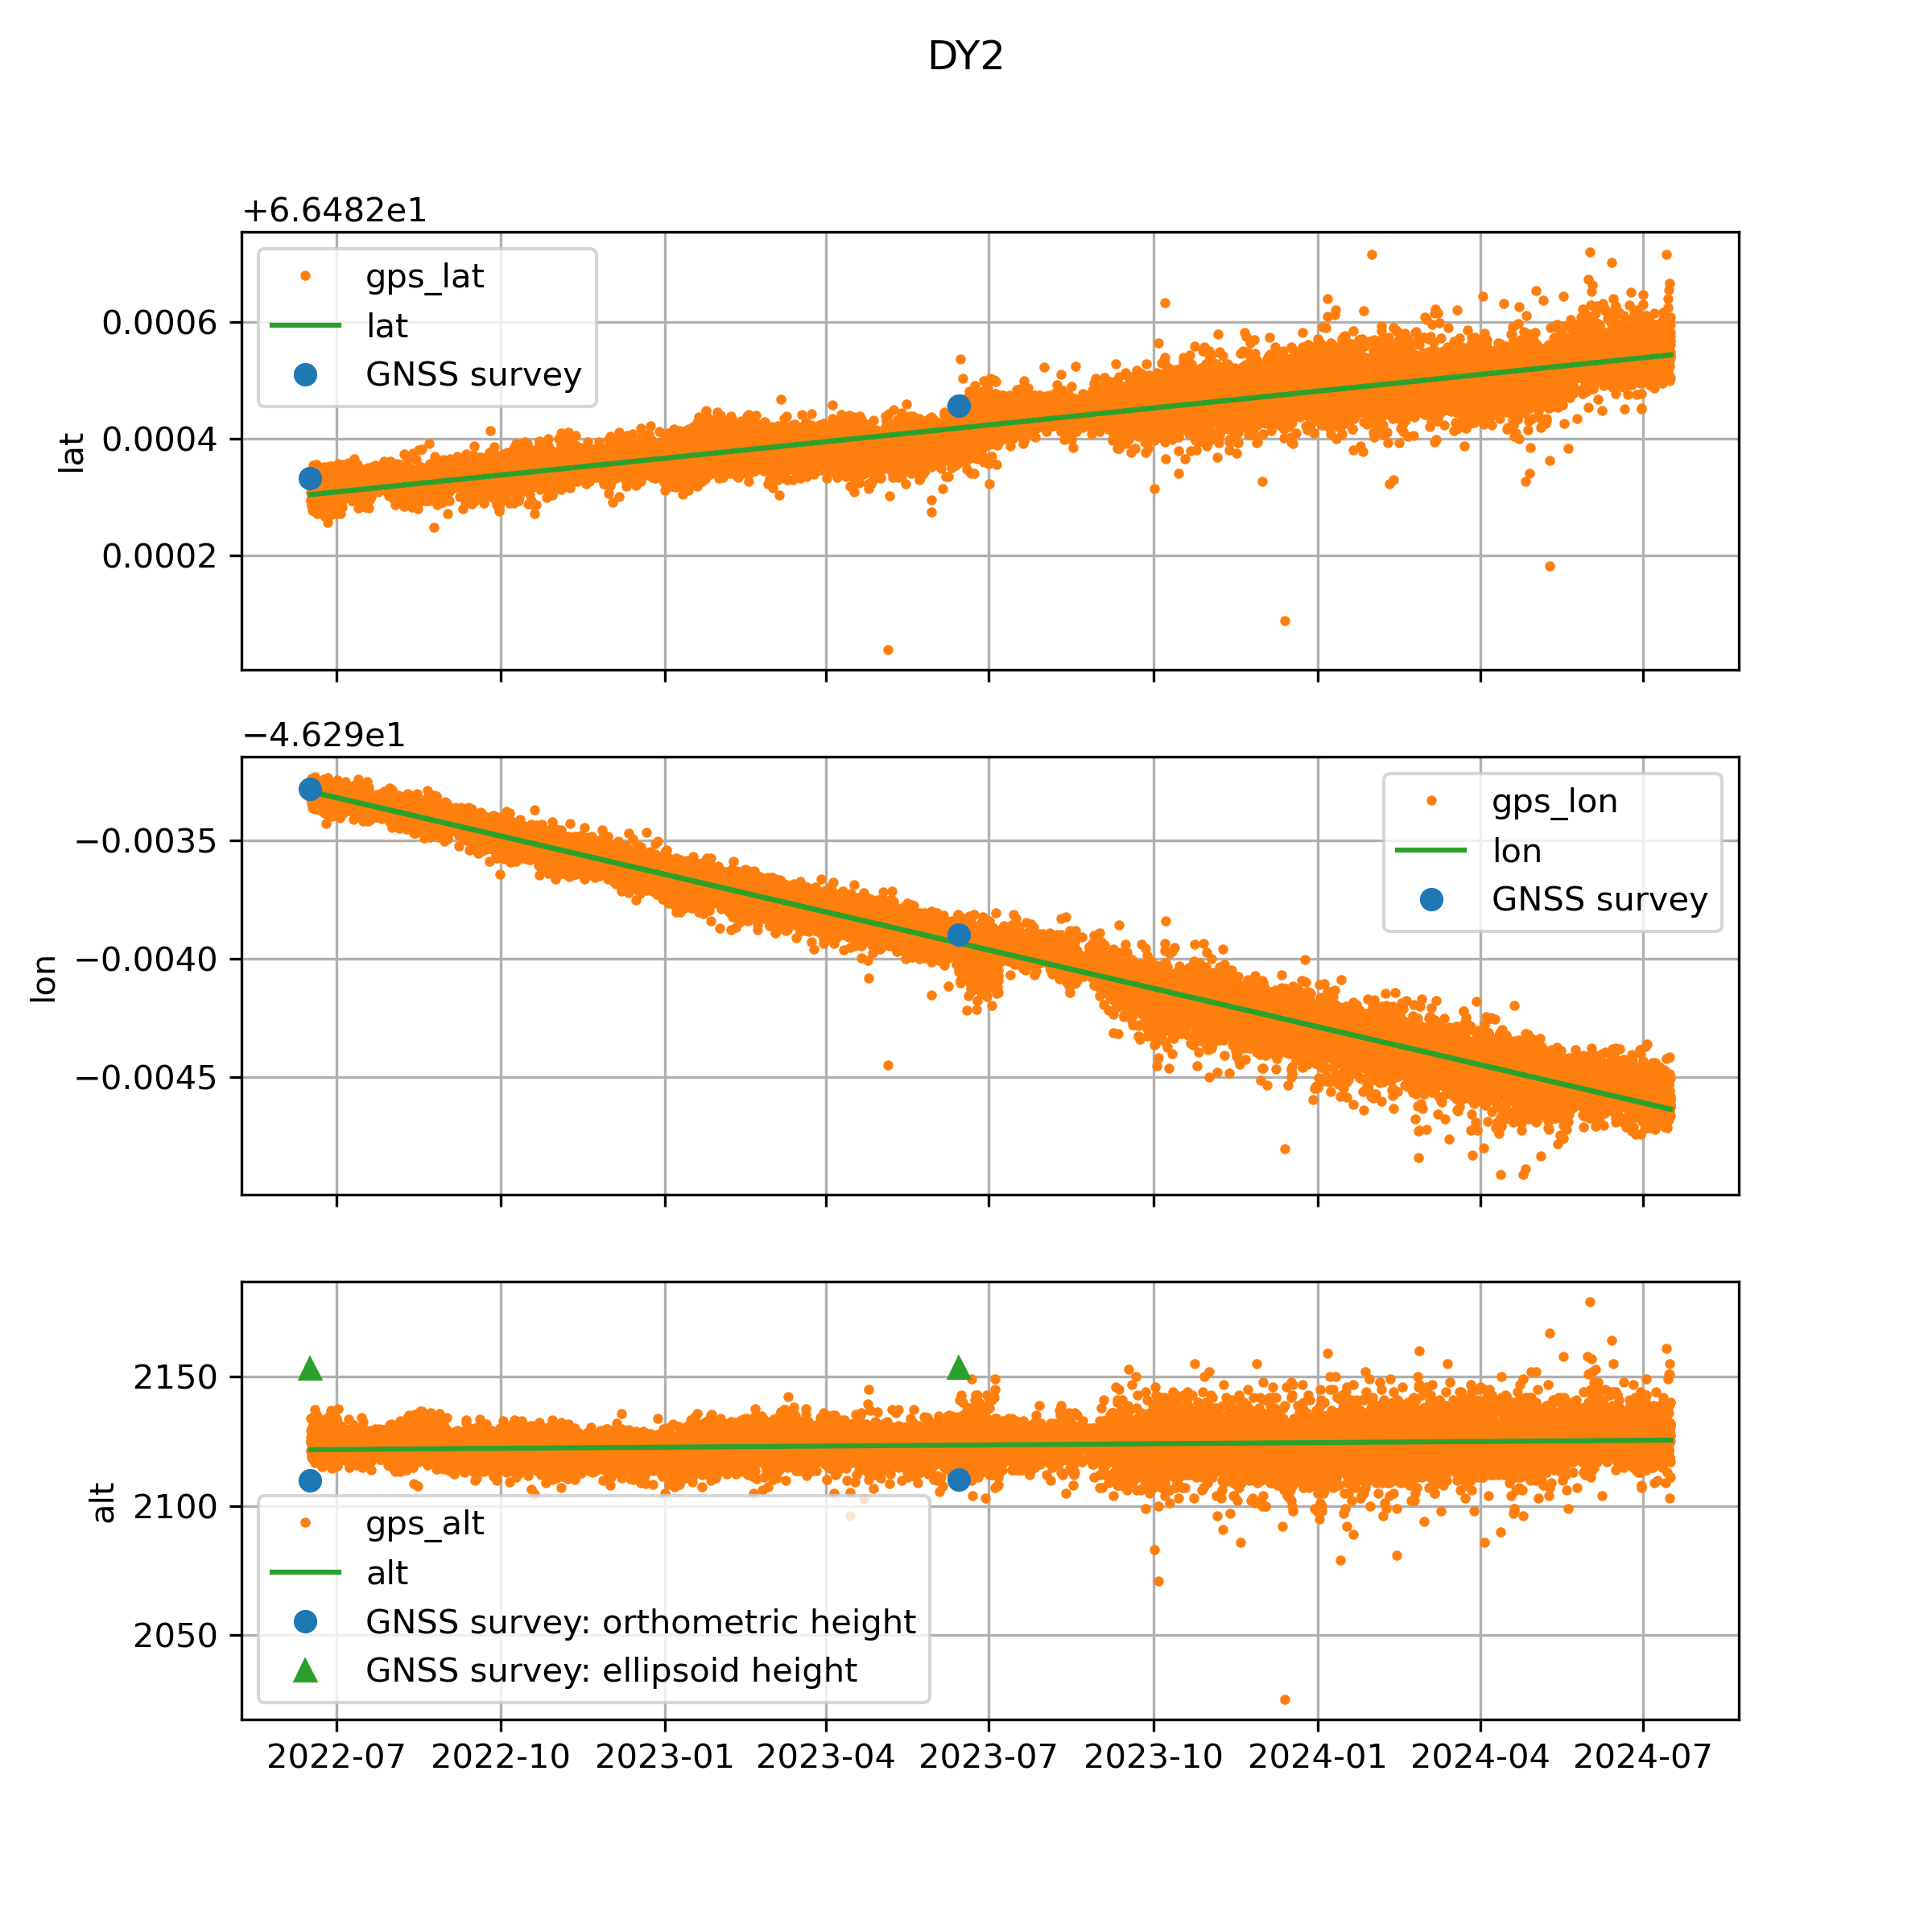 DY2
+6.6482e1
gps_lat
lat
GNSS survey
lat
0.0006
0.0004
0.0002
−4.629e1
gps_lon
lon
GNSS survey
lon
−0.0035
−0.0040
−0.0045
alt
2150
2100
2050
gps_alt
alt
GNSS survey: orthometric height
GNSS survey: ellipsoid height
2022-07 2022-10 2023-01 2023-04 2023-07 2023-10 2024-01 2024-04 2024-07